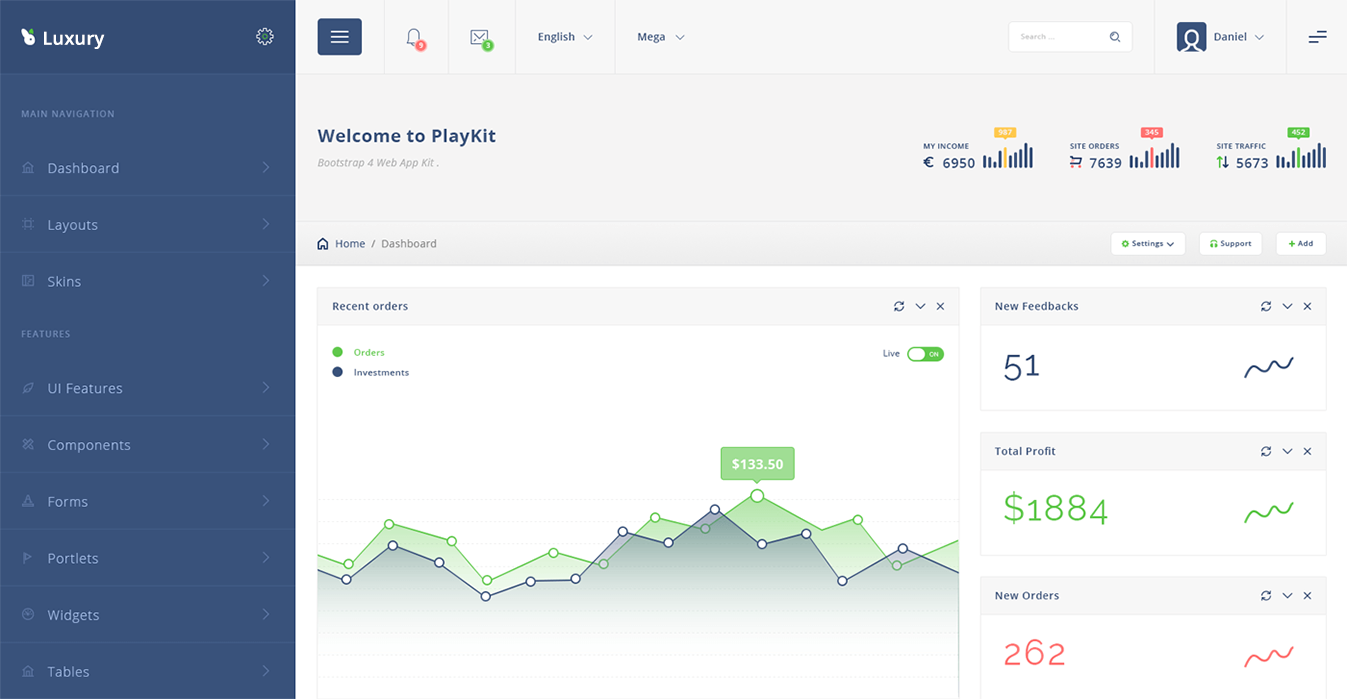 Luxury
MAIN NAVIGATION
Dashboard
Layouts
Skins
FEATURES
UI Features
Components
Forms
Portlets
Widgets
Tables
9
3
English
Mega
Search ...
Daniel
Welcome to PlayKit
Bootstrap 4 Web App Kit .
987
MY INCOME
€ 6950
345
SITE ORDERS
7639
452
SITE TRAFFIC
5673
Home / Dashboard
Settings
Support
+ Add
Recent orders
Orders
Investments
Live ON
$133.50
New Feedbacks
51
Total Profit
$1884
New Orders
262